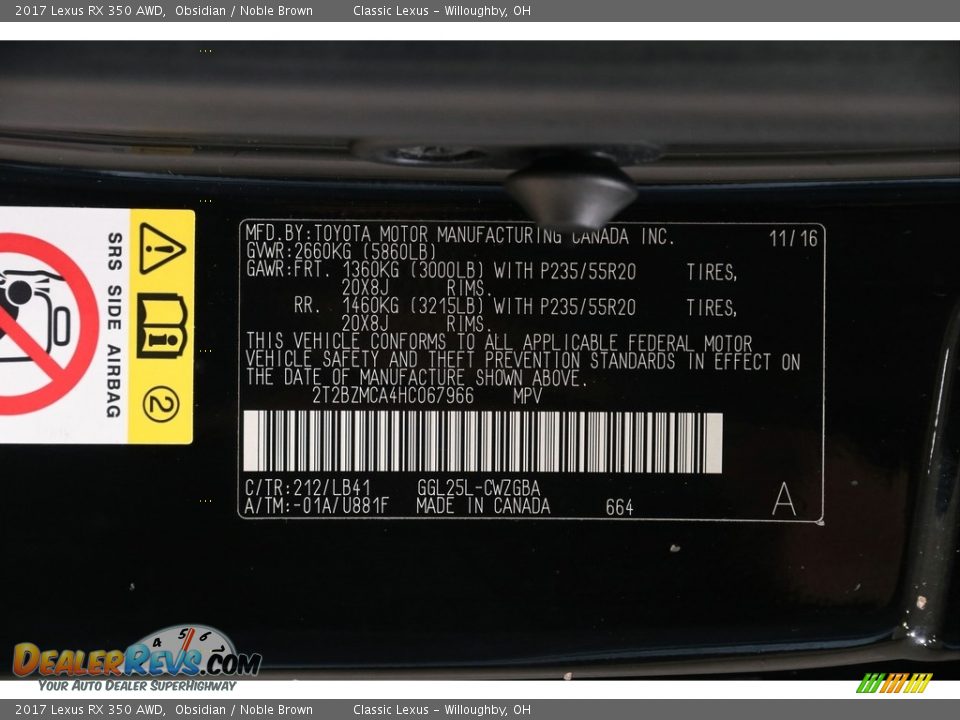 2017 Lexus RX 350 AWD, Obsidian / Noble Brown Classic Lexus – Willoughby, OH
MFD.BY:TOYOTA MOTOR MANUFACTURING CANADA INC. 11/16
GVWR:2660KG (5860LB)
GAWR:FRT. 1360KG (3000LB) WITH P235/55R20 TIRES,
20X8J RIMS.
RR. 1460KG (3215LB) WITH P235/55R20 TIRES,
20X8J RIMS.
THIS VEHICLE CONFORMS TO ALL APPLICABLE FEDERAL MOTOR
VEHICLE SAFETY AND THEFT PREVENTION STANDARDS IN EFFECT ON
THE DATE OF MANUFACTURE SHOWN ABOVE.
2T2BZMCA4HC067966 MPV
C/TR:212/LB41 GGL25L-CWZGBA
A/TM:-01A/U881F MADE IN CANADA 664 A
SRS SIDE AIRBAG
2
4 5 6 7
DEALERREVS.COM
YOUR AUTO DEALER SUPERHIGHWAY
2017 Lexus RX 350 AWD, Obsidian / Noble Brown Classic Lexus – Willoughby, OH